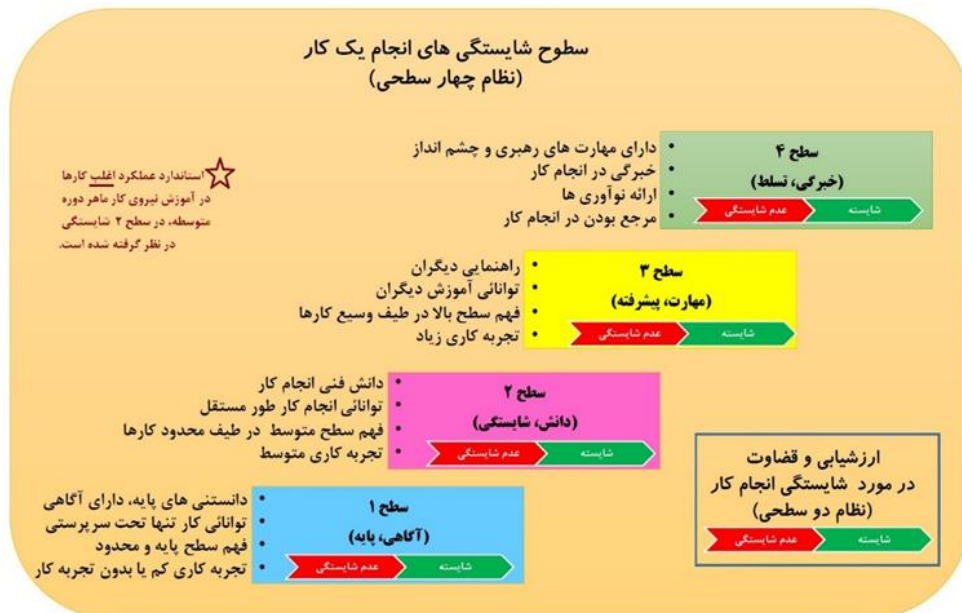 سطوح شایستگی های انجام یک کار
(نظام چهار سطحی)
سطح ۴
(خبرگی، تسلط)
عدم شایستگی
شایسته
• دارای مهارت های رهبری و چشم انداز
• خبرگی در انجام کار
• ارائه نوآوری ها
• مرجع بودن در انجام کار
استاندارد عملکرد اغلب کارها
در آموزش نیروی کار ماهر دوره
متوسطه، در سطح ۲ شایستگی
در نظر گرفته شده است.
سطح ۳
(مهارت، پیشرفته)
عدم شایستگی
شایسته
• راهنمایی دیگران
• توانائی آموزش دیگران
• فهم سطح بالا در طیف وسیع کارها
• تجربه کاری زیاد
سطح ۲
(دانش، شایستگی)
عدم شایستگی
شایسته
• دانش فنی انجام کار
• توانائی انجام کار طور مستقل
• فهم سطح متوسط در طیف محدود کارها
• تجربه کاری متوسط
سطح ۱
(آگاهی، پایه)
عدم شایستگی
شایسته
• دانستنی های پایه، دارای آگاهی
• توانائی کار تنها تحت سرپرستی
• فهم سطح پایه و محدود
• تجربه کاری کم یا بدون تجربه کار
ارزشیابی و قضاوت
در مورد شایستگی انجام کار
(نظام دو سطحی)
عدم شایستگی
شایسته